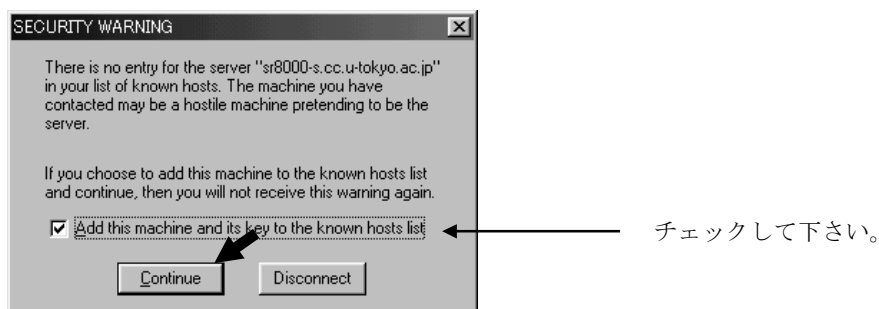 SECURITY WARNING
There is no entry for the server "sr8000-s.cc.u-tokyo.ac.jp"
in your list of known hosts. The machine you have
contacted may be a hostile machine pretending to be the
server.
If you choose to add this machine to the known hosts list
and continue, then you will not receive this warning again.
Add this machine and its key to the known hosts list
チェックして下さい。
Continue Disconnect